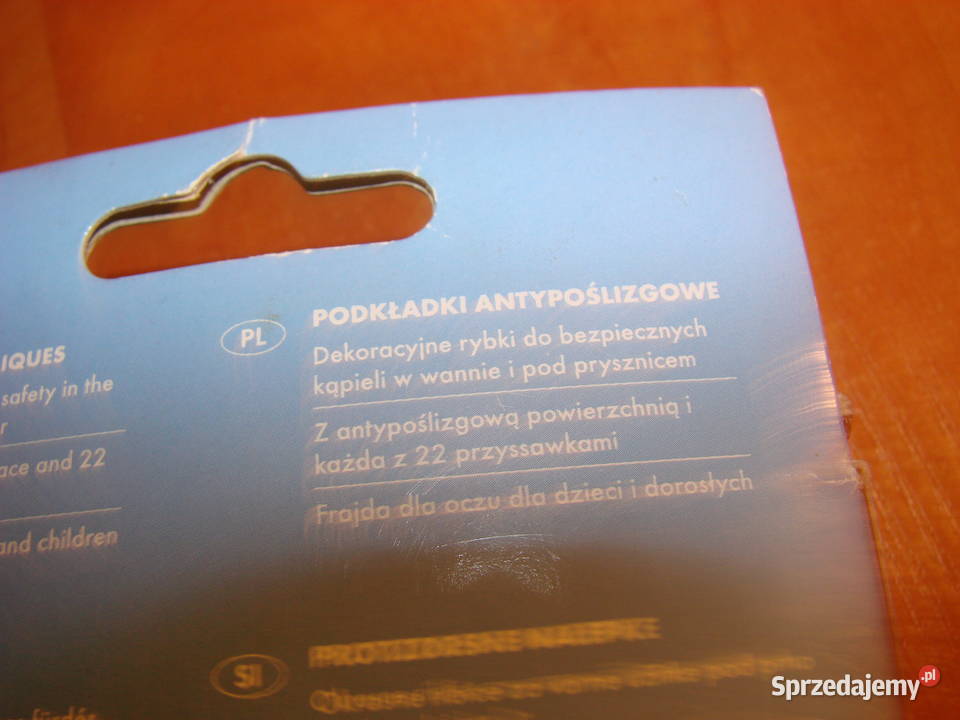 IQUES
safety in the
ace and 22
and children
PL
PODKŁADKI ANTYPOŚLIZGOWE
Dekoracyjne rybki do bezpiecznych
kąpieli w wannie i pod prysznicem
Z antypoślizgową powierzchnią i
każda z 22 przyssawkami
Frajda dla oczu dla dzieci i dorosłych
SI
Sprzedajemy.pl